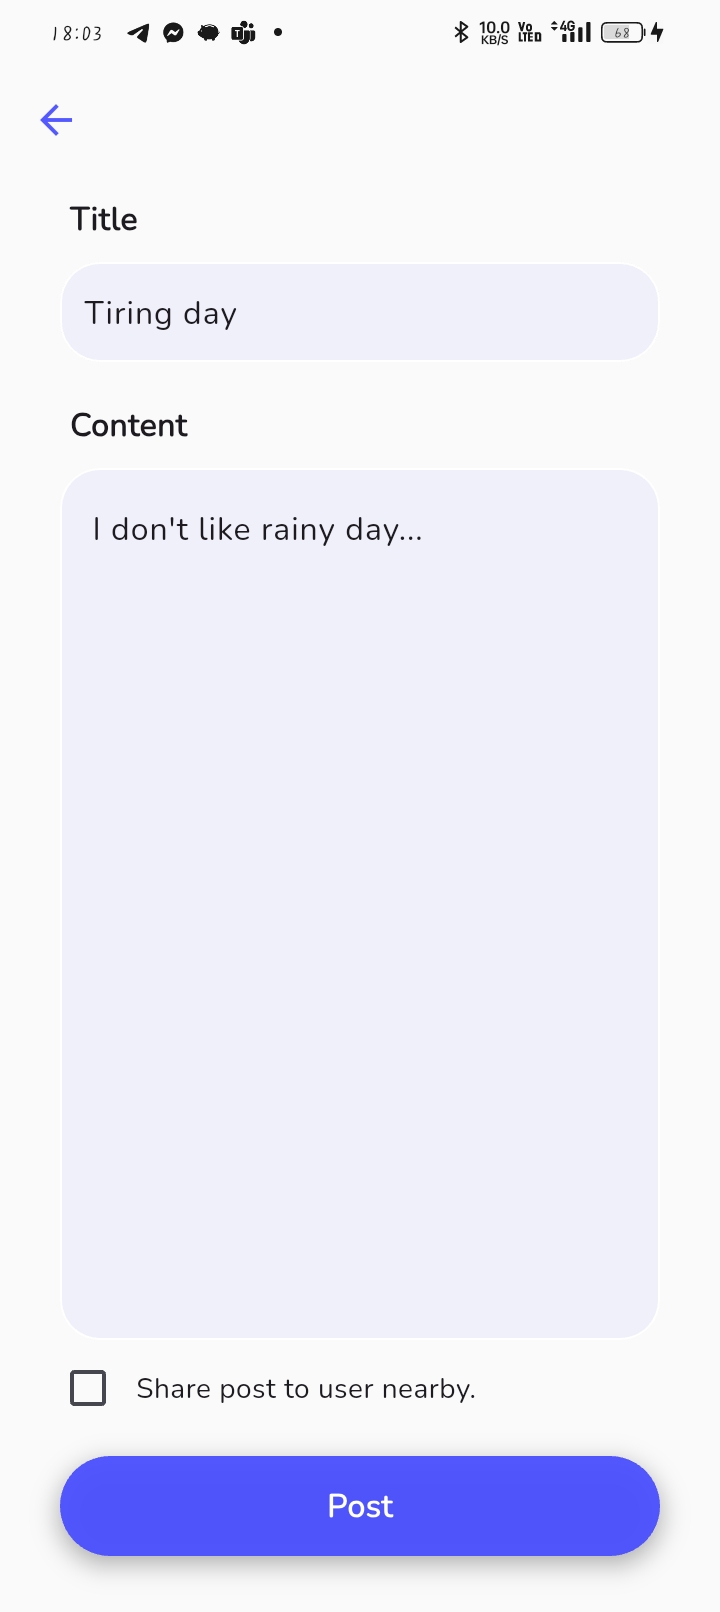 18:03 10.0 KB/S Vo LTED 4G 68
Title
Tiring day
Content
I don't like rainy day...
Share post to user nearby.
Post